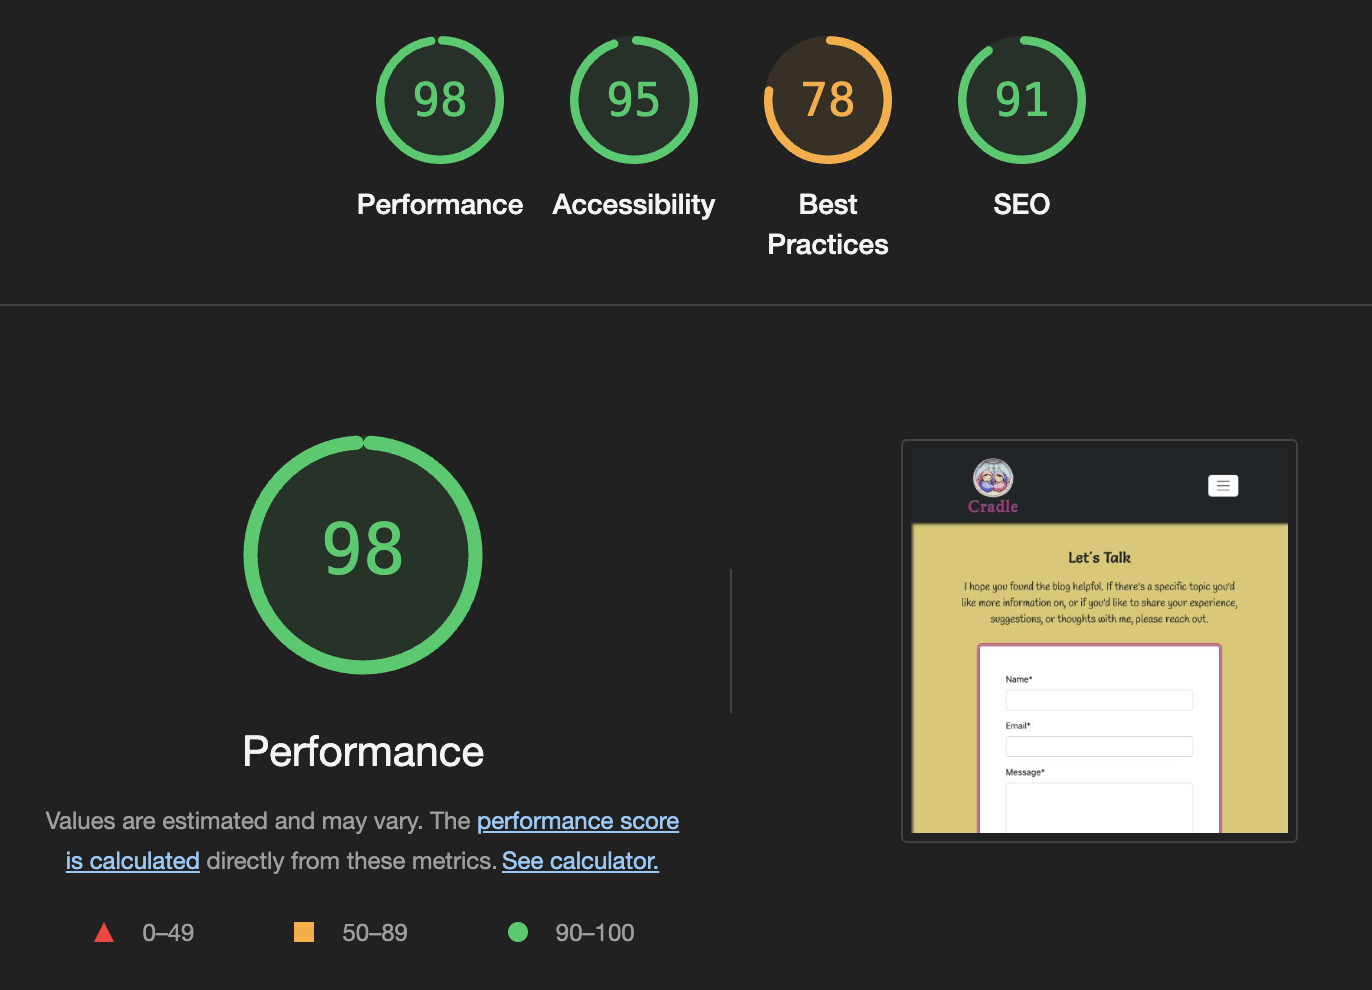 98
95
78
91
Performance
Accessibility
Best
Practices
SEO
98
Performance
Values are estimated and may vary. The performance score
is calculated directly from these metrics. See calculator.
0–49
50–89
90–100
Cradle
Let's Talk
I hope you found the blog helpful. If there's a specific topic you'd
like more information on, or if you'd like to share your experience,
suggestions, or thoughts with me, please reach out.
Name*
Email*
Message*